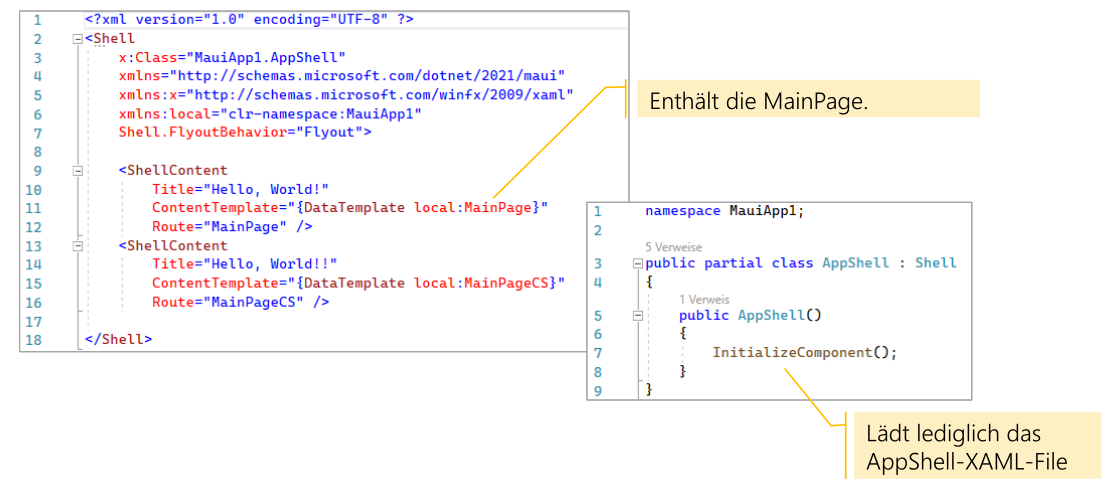 1 <?xml version="1.0" encoding="UTF-8" ?>
2 <Shell
3 x:Class="MauiApp1.AppShell"
4 xmlns="http://schemas.microsoft.com/dotnet/2021/maui"
5 xmlns:x="http://schemas.microsoft.com/winfx/2009/xaml"
6 xmlns:local="clr-namespace:MauiApp1"
7 Shell.FlyoutBehavior="Flyout">
8
9 <ShellContent
10 Title="Hello, World!"
11 ContentTemplate="{DataTemplate local:MainPage}"
12 Route="MainPage" />
13 <ShellContent
14 Title="Hello, World!!"
15 ContentTemplate="{DataTemplate local:MainPageCS}"
16 Route="MainPageCS" />
17
18 </Shell>
Enthält die MainPage.
1 namespace MauiApp1;
2
5 Verweise
3 public partial class AppShell : Shell
4 {
1 Verweis
5 public AppShell()
6 {
7 InitializeComponent();
8 }
9 }
Lädt lediglich das
AppShell-XAML-File